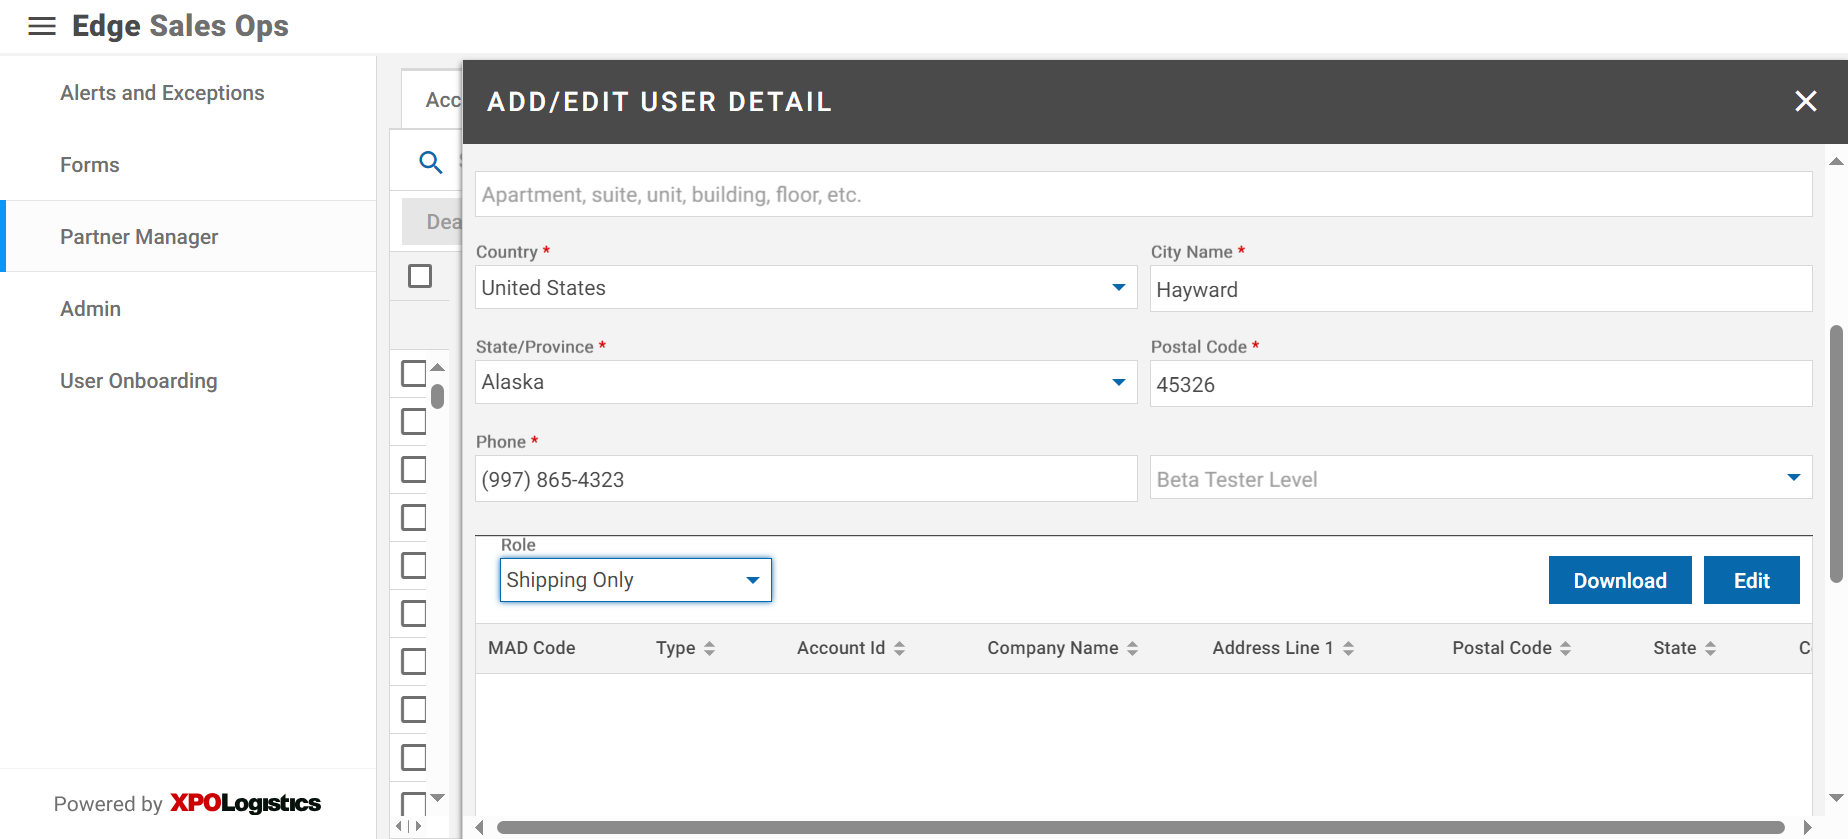 Edge Sales Ops
Alerts and Exceptions
Forms
Partner Manager
Admin
User Onboarding
Powered by XPOLogistics
Acc
Dea
ADD/EDIT USER DETAIL
Apartment, suite, unit, building, floor, etc.
Country *
City Name *
United States
Hayward
State/Province *
Postal Code *
Alaska
45326
Phone *
(997) 865-4323
Beta Tester Level
Role
Shipping Only
Download
Edit
MAD Code Type Account Id Company Name Address Line 1 Postal Code State C